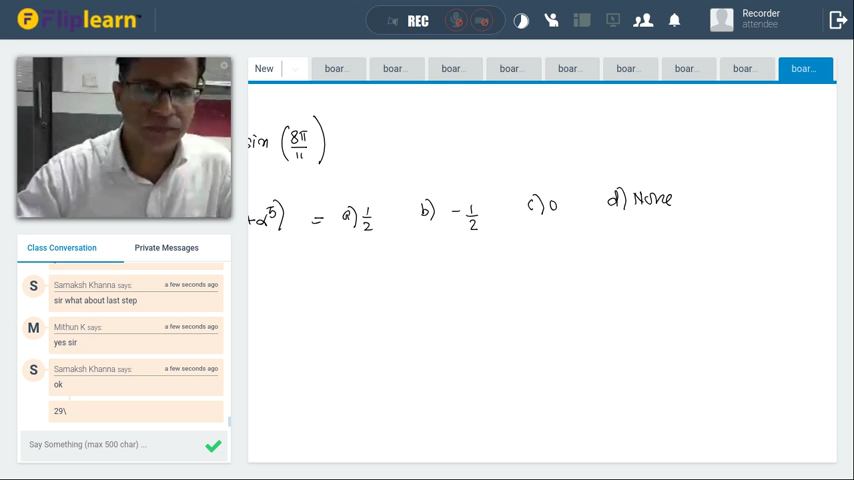 Fliplearn
REC
Recorder
attendee
New
boar...
boar...
boar...
boar...
boar...
boar...
boar...
boar...
boar...
sin (8π/11)
+α⁵) = a) 1/2 b) -1/2 c) 0 d) None
Class Conversation
Private Messages
S
Samaksh Khanna says:
a few seconds ago
sir what about last step
M
Mithun K says:
a few seconds ago
yes sir
S
Samaksh Khanna says:
a few seconds ago
ok
29\
Say Something (max 500 char) ...